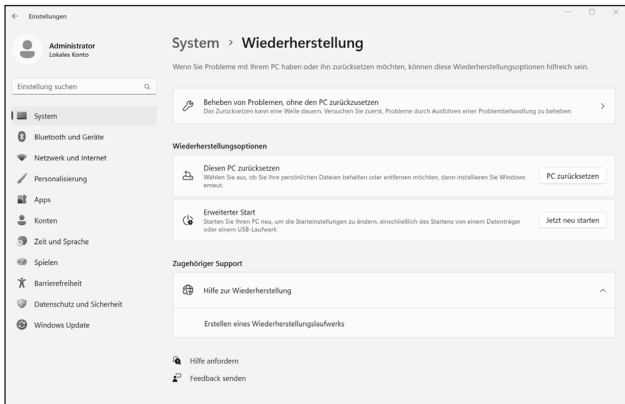 Einstellungen
Administrator
Lokales Konto
Einstellung suchen
System
Bluetooth und Geräte
Netzwerk und Internet
Personalisierung
Apps
Konten
Zeit und Sprache
Spielen
Barrierefreiheit
Datenschutz und Sicherheit
Windows Update
System > Wiederherstellung
Wenn Sie Probleme mit Ihrem PC haben oder ihn zurücksetzen möchten, können diese Wiederherstellungsoptionen hilfreich sein.
Beheben von Problemen, ohne den PC zurückzusetzen
Das Zurücksetzen kann eine Weile dauern. Versuchen Sie zuerst, Probleme durch Ausführen einer Problembehandlung zu beheben
Wiederherstellungsoptionen
Diesen PC zurücksetzen
Wählen Sie aus, ob Sie Ihre persönlichen Dateien behalten oder entfernen möchten, dann installieren Sie Windows
erneut.
PC zurücksetzen
Erweiterter Start
Starten Sie Ihren PC neu, um die Starteinstellungen zu ändern, einschließlich des Startens von einem Datenträger
oder einem USB-Laufwerk
Jetzt neu starten
Zugehöriger Support
Hilfe zur Wiederherstellung
Erstellen eines Wiederherstellungslaufwerks
Hilfe anfordern
Feedback senden